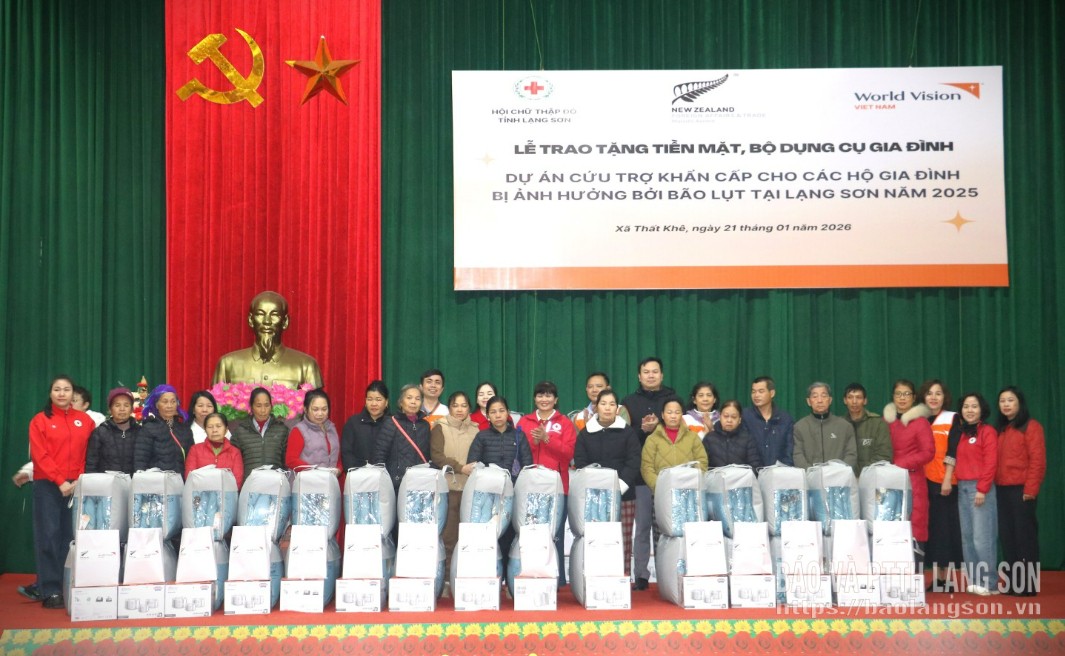 HỘI CHỮ THẬP ĐỎ
TỈNH LẠNG SƠN
NEW ZEALAND
FOREIGN AFFAIRS & TRADE
World Vision
VIỆT NAM
LỄ TRAO TẶNG TIỀN MẶT, BỘ DỤNG CỤ GIA ĐÌNH
DỰ ÁN CỨU TRỢ KHẨN CẤP CHO CÁC HỘ GIA ĐÌNH
BỊ ẢNH HƯỞNG BỞI BÃO LỤT TẠI LẠNG SƠN NĂM 2025
Xã Thất Khê, ngày 21 tháng 01 năm 2026
BÁO VÀ PTTH LẠNG SƠN
https://baolangson.vn